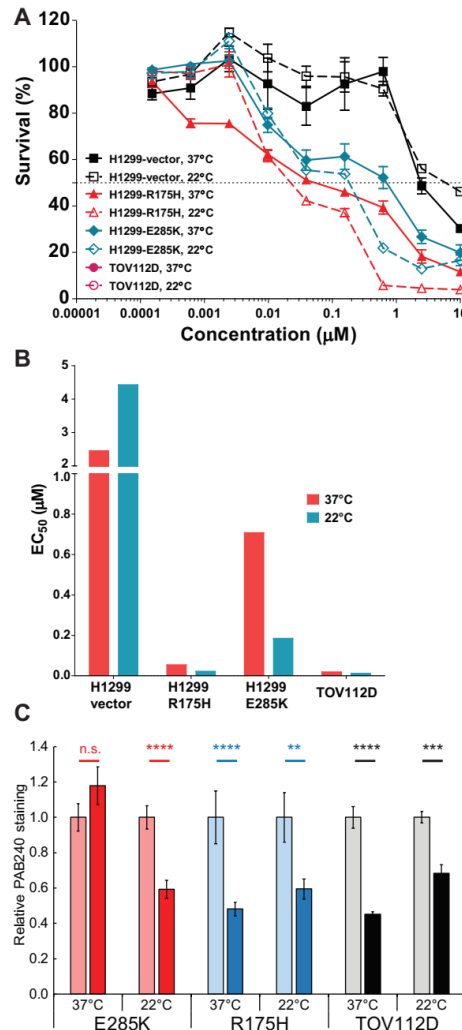 A
120
100
80
60
40
20
0
Survival (%)
H1299-vector, 37°C
H1299-vector, 22°C
H1299-R175H, 37°C
H1299-R175H, 22°C
H1299-E285K, 37°C
H1299-E285K, 22°C
TOV112D, 37°C
TOV112D, 22°C
0.00001 0.0001 0.001 0.01 0.1 1 10
Concentration (µM)
B
5
4
3
2
1.0
0.8
0.6
0.4
0.2
0.0
EC50 (µM)
37°C
22°C
H1299 vector
H1299 R175H
H1299 E285K
TOV112D
C
1.4
1.2
1.0
0.8
0.6
0.4
0.2
0.0
Relative PAB240 staining
n.s. **** **** ** **** ***
37°C 22°C 37°C 22°C 37°C 22°C
E285K R175H TOV112D